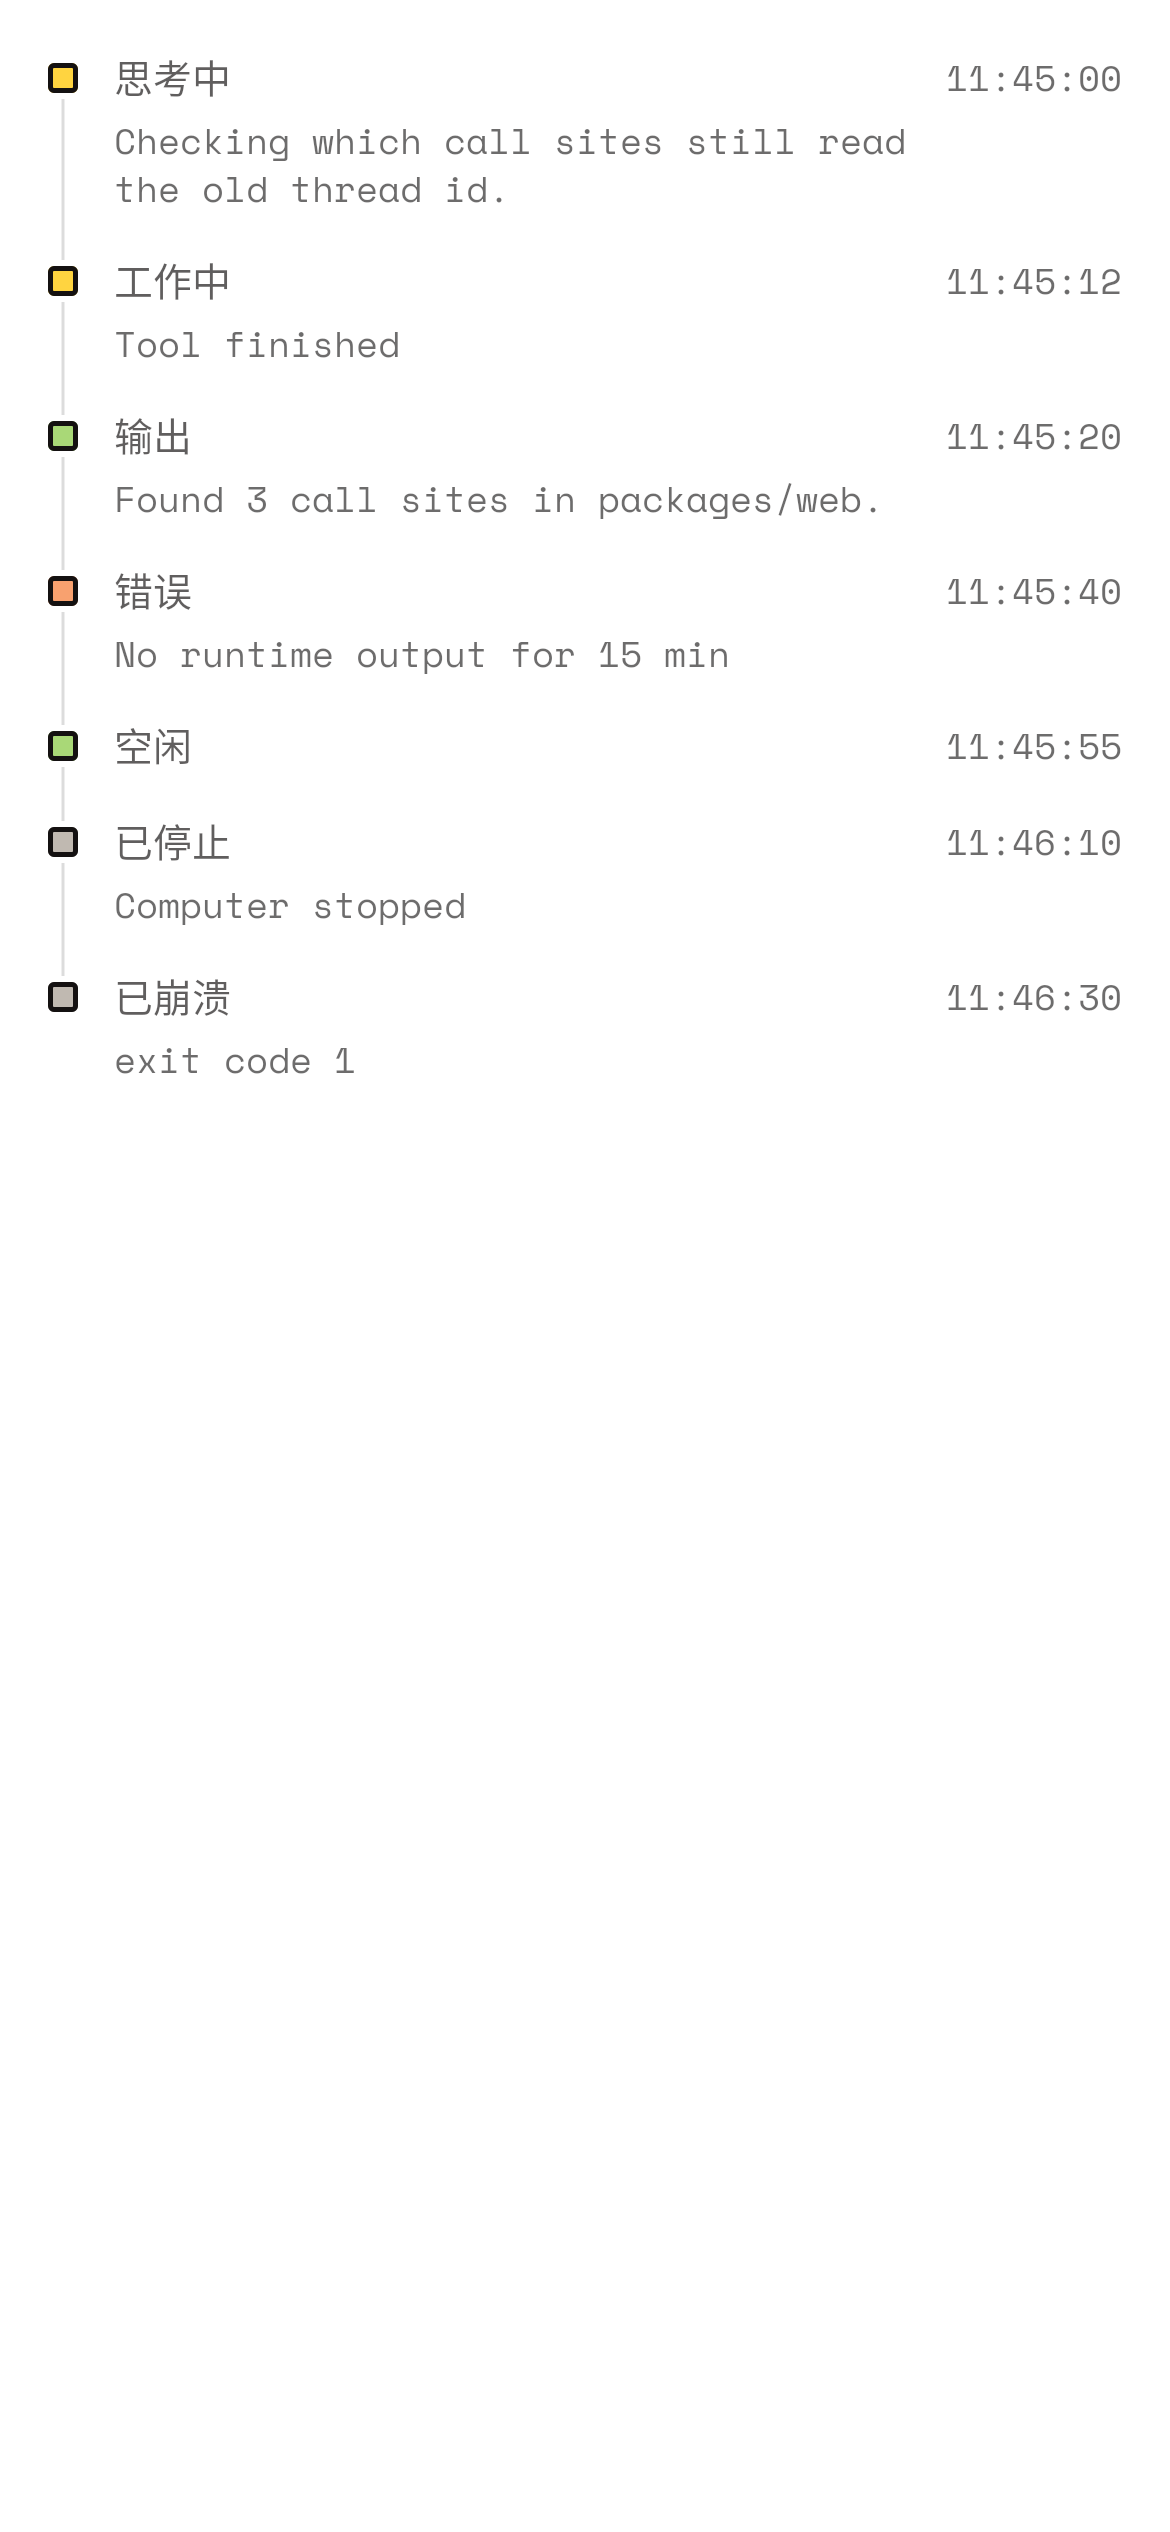 思考中 11:45:00
Checking which call sites still read
the old thread id.
工作中 11:45:12
Tool finished
输出 11:45:20
Found 3 call sites in packages/web.
错误 11:45:40
No runtime output for 15 min
空闲 11:45:55
已停止 11:46:10
Computer stopped
已崩溃 11:46:30
exit code 1